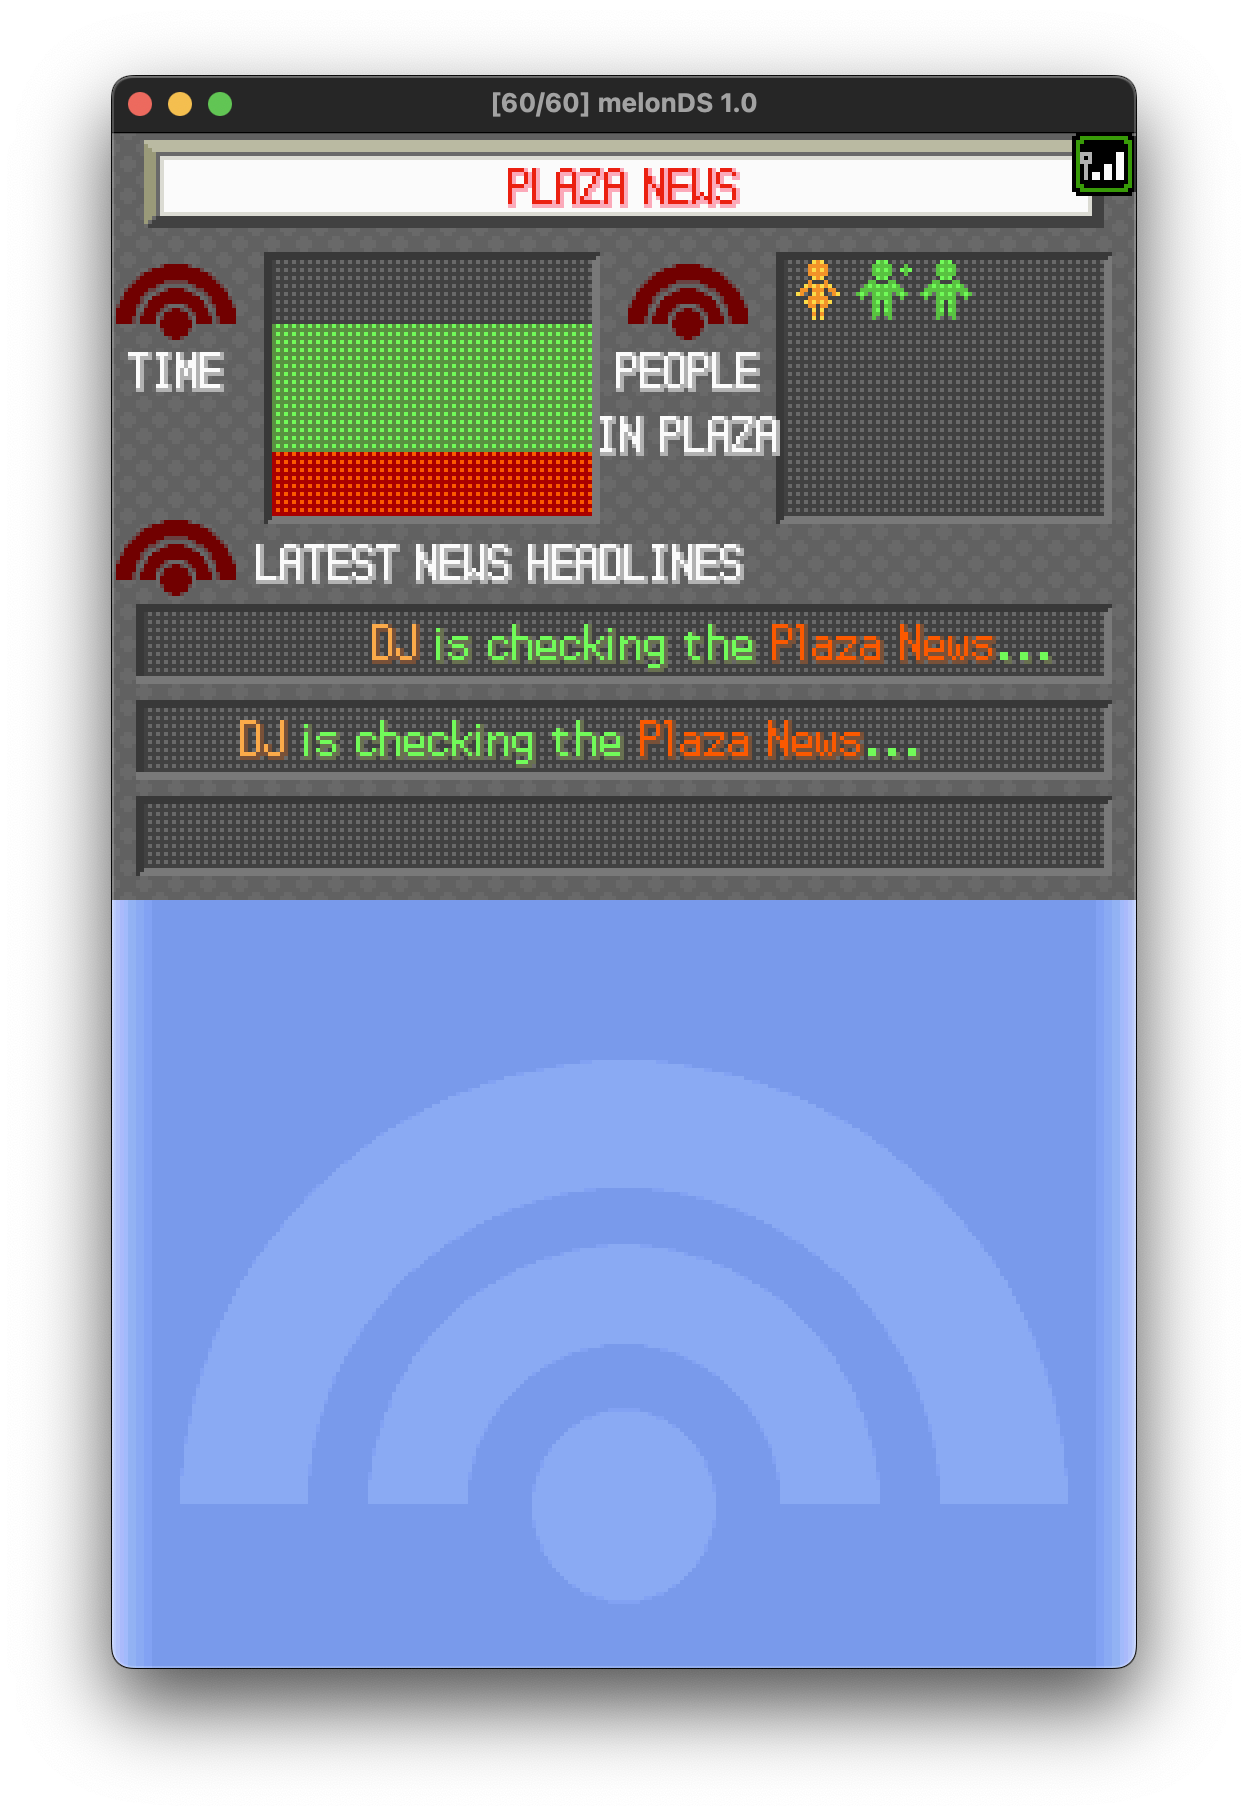 [60/60] melonDS 1.0
PLAZA NEWS
TIME
PEOPLE
IN PLAZA
LATEST NEWS HEADLINES
DJ is checking the Plaza News...
DJ is checking the Plaza News...